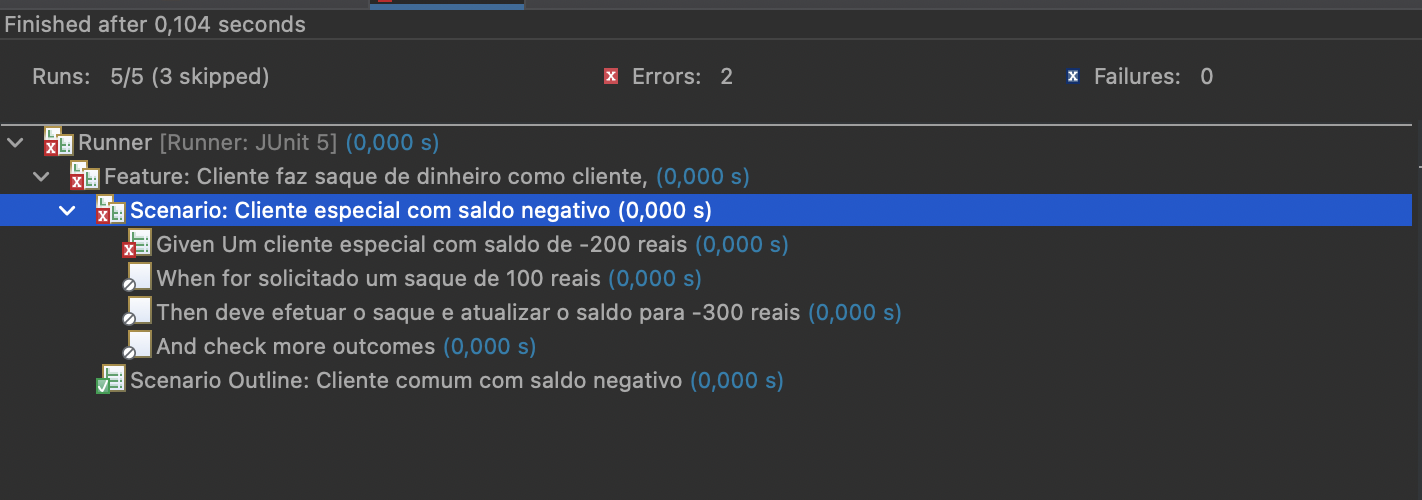 Finished after 0,104 seconds
Runs: 5/5 (3 skipped) Errors: 2 Failures: 0
Runner [Runner: JUnit 5] (0,000 s)
Feature: Cliente faz saque de dinheiro como cliente, (0,000 s)
Scenario: Cliente especial com saldo negativo (0,000 s)
Given Um cliente especial com saldo de -200 reais (0,000 s)
When for solicitado um saque de 100 reais (0,000 s)
Then deve efetuar o saque e atualizar o saldo para -300 reais (0,000 s)
And check more outcomes (0,000 s)
Scenario Outline: Cliente comum com saldo negativo (0,000 s)